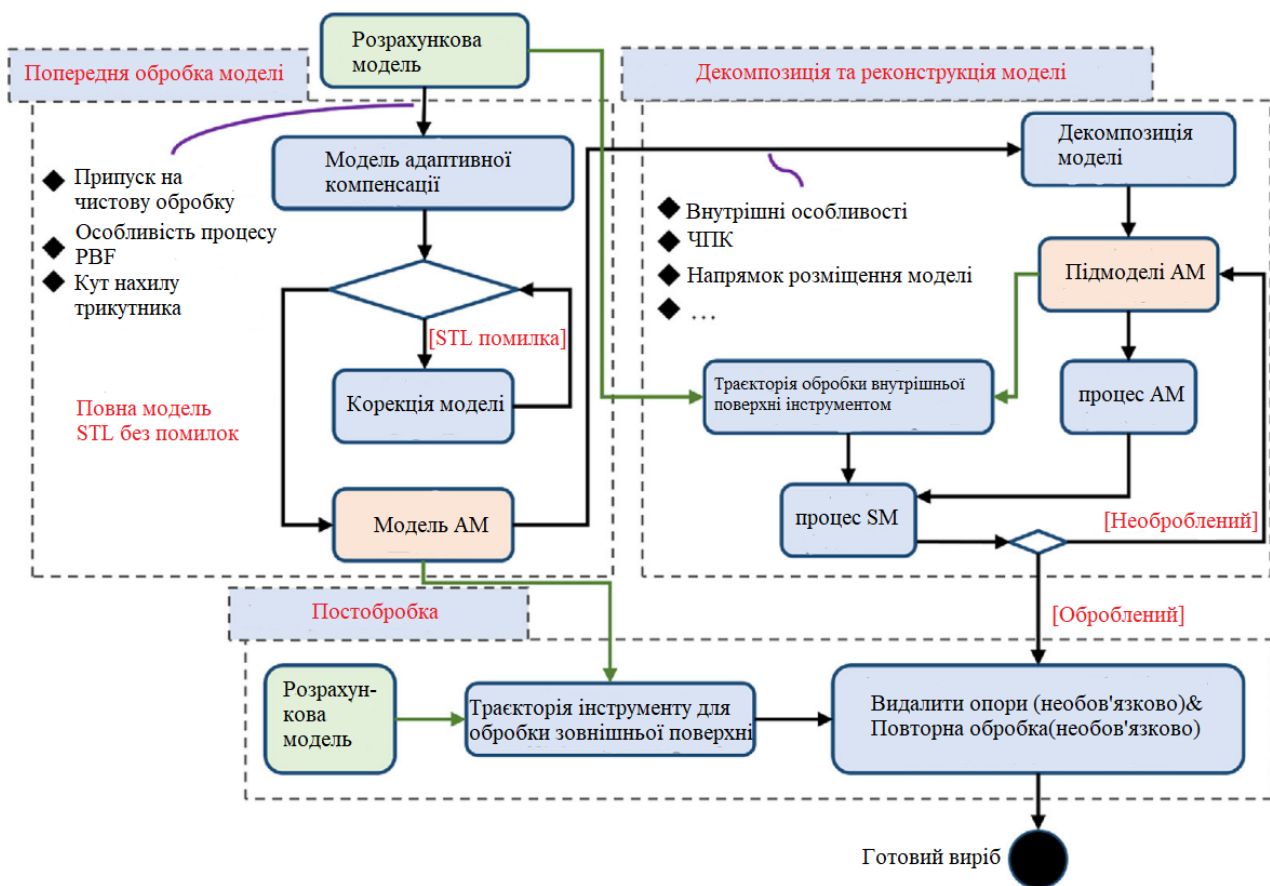 Розрахункова
модель
Попередня обробка моделі
Декомпозиція та реконструкція моделі
Модель адаптивної
компенсації
Декомпозиція
моделі
Припуск на
чистову обробку
Особливість процесу
PBF
Кут нахилу
трикутника
Внутрішні особливості
ЧПК
Напрямок розміщення моделі
...
Підмоделі AM
[STL помилка]
Корекція моделі
Траєкторія обробки внутрішньої
поверхні інструментом
процес AM
Повна модель
STL без помилок
Модель AM
процес SM
[Необроблений]
Постобробка
[Оброблений]
Розрахун-
кова
модель
Траєкторія інструменту для
обробки зовнішньої поверхні
Видалити опори (необов'язково)&
Повторна обробка(необов'язково)
Готовий виріб